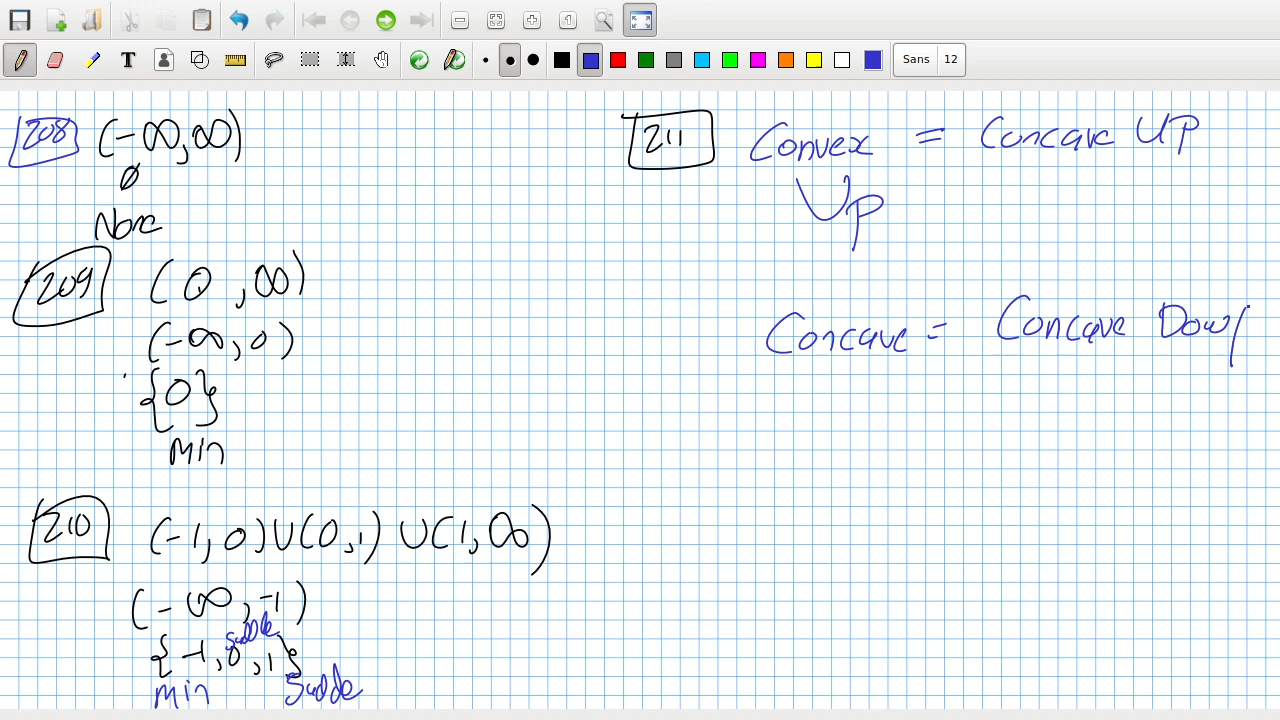 Sans 12
208 (-∞,∞)
∅
None
209 (0,∞)
(-∞,0)
{0}
Min
210 (-1,0)∪(0,1)∪(1,∞)
(-∞,-1)
Saddle
{-1,0,1}
Min Saddle
211 Convex = Concave UP
UP
Concave = Concave Down